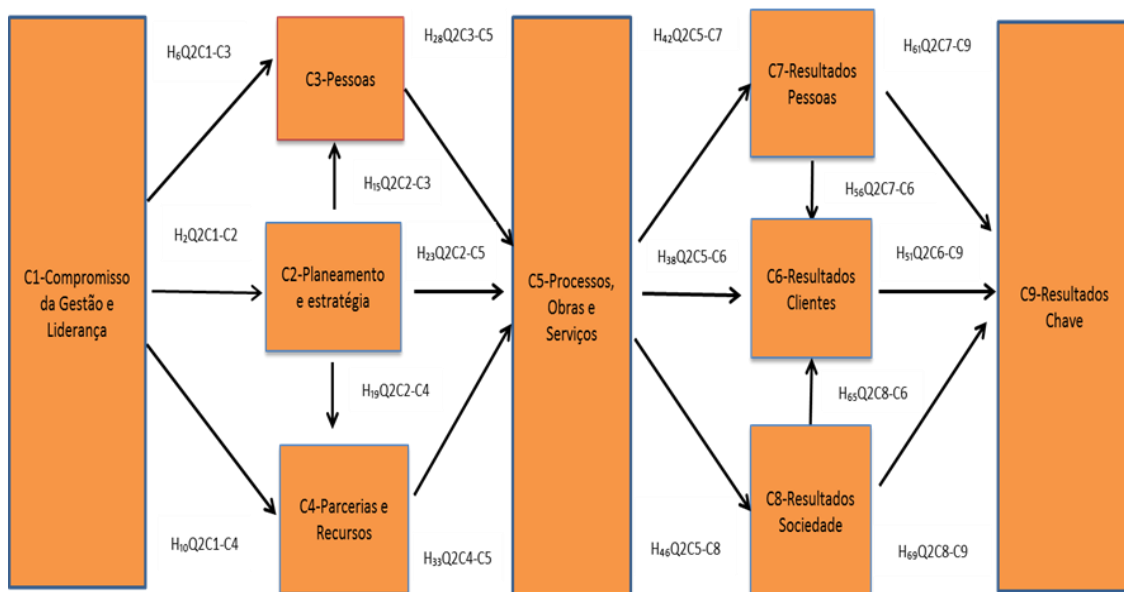 H₆Q2C1-C3
H₂Q2C1-C2
H₁₀Q2C1-C4
C1-Compromisso
da Gestão e
Liderança
C3-Pessoas
H₁₅Q2C2-C3
C2-Planeamento
e estratégia
H₁₉Q2C2-C4
C4-Parcerias e
Recursos
H₂₈Q2C3-C5
H₂₃Q2C2-C5
H₃₃Q2C4-C5
C5-Processos,
Obras e
Serviços
H₄₂Q2C5-C7
H₃₈Q2C5-C6
H₄₆Q2C5-C8
C7-Resultados
Pessoas
H₅₆Q2C7-C6
C6-Resultados
Clientes
H₆₅Q2C8-C6
C8-Resultados
Sociedade
H₆₁Q2C7-C9
H₅₁Q2C6-C9
H₆₉Q2C8-C9
C9-Resultados
Chave